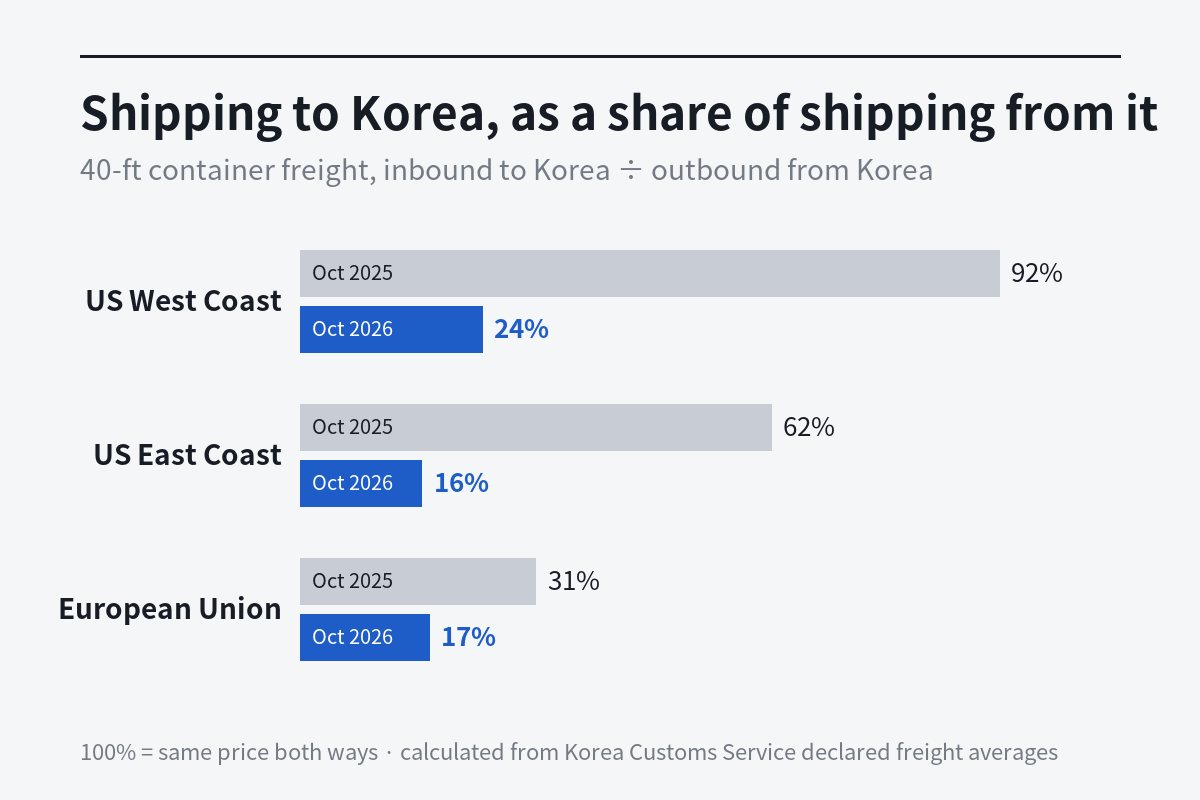 Shipping to Korea, as a share of shipping from it
40-ft container freight, inbound to Korea ÷ outbound from Korea
Oct 2025
92%
US West Coast
Oct 2026
24%
Oct 2025
62%
US East Coast
Oct 2026
16%
Oct 2025
31%
European Union
Oct 2026
17%
100% = same price both ways · calculated from Korea Customs Service declared freight averages